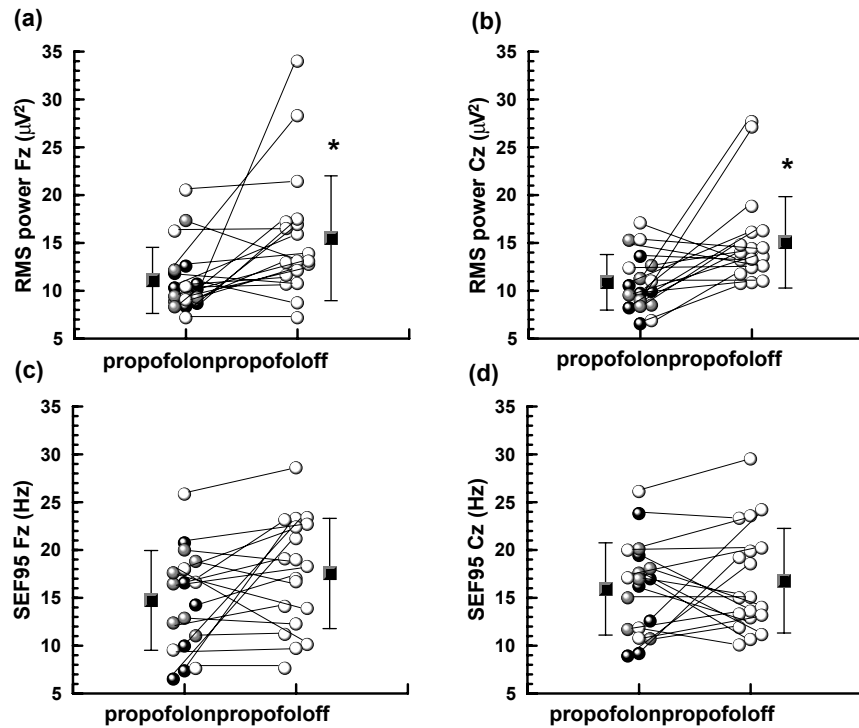 (a)
35
30
25
20
15
10
5
RMS power Fz (μV²)
*
propofolonpropofoloff
(b)
35
30
25
20
15
10
5
RMS power Cz (μV²)
*
propofolonpropofoloff
(c)
35
30
25
20
15
10
5
SEF95 Fz (Hz)
propofolonpropofoloff
(d)
35
30
25
20
15
10
5
SEF95 Cz (Hz)
propofolonpropofoloff